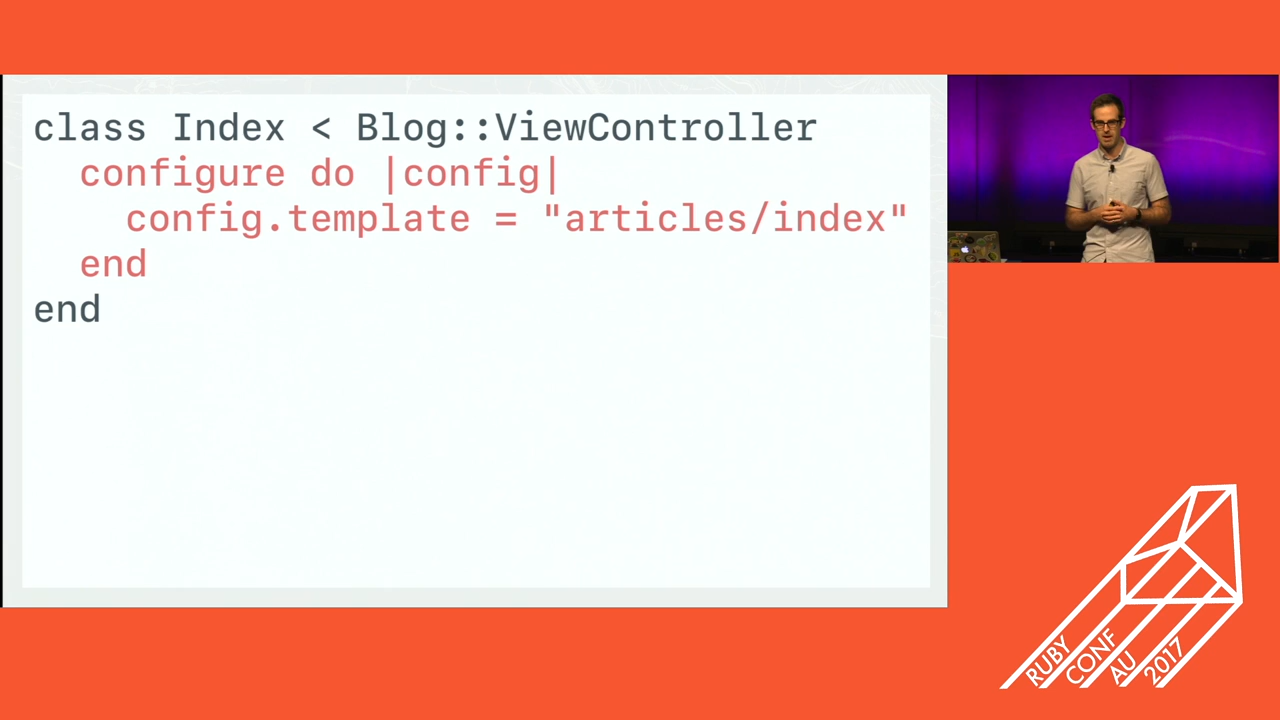 class Index < Blog::ViewController
  configure do |config|
    config.template = "articles/index"
  end
end
RUBY
CONF
AU
2017